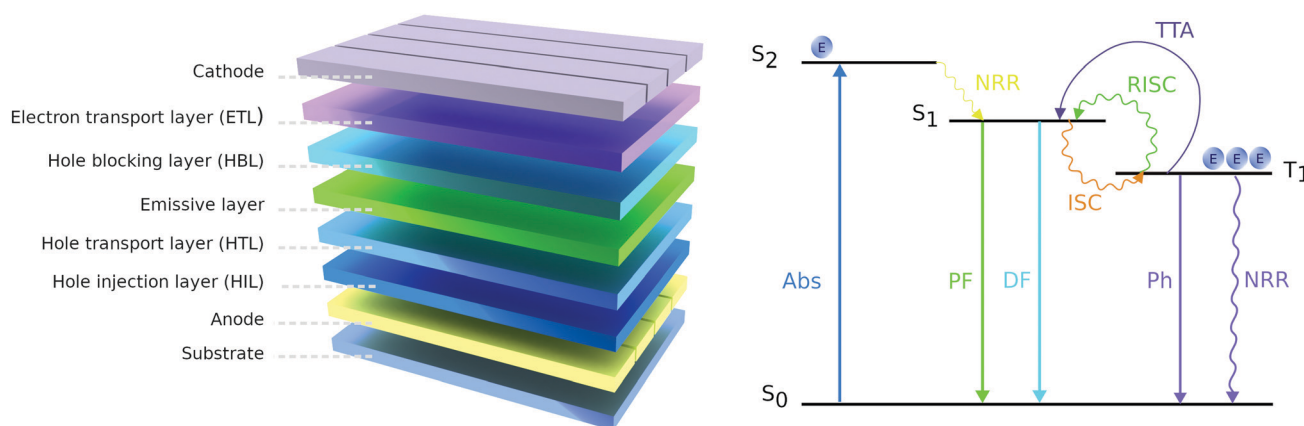 Cathode
Electron transport layer (ETL)
Hole blocking layer (HBL)
Emissive layer
Hole transport layer (HTL)
Hole injection layer (HIL)
Anode
Substrate
TTA
E
S2
NRR
RISC
S1
E E E
T1
ISC
Abs
PF
DF
Ph
NRR
S0